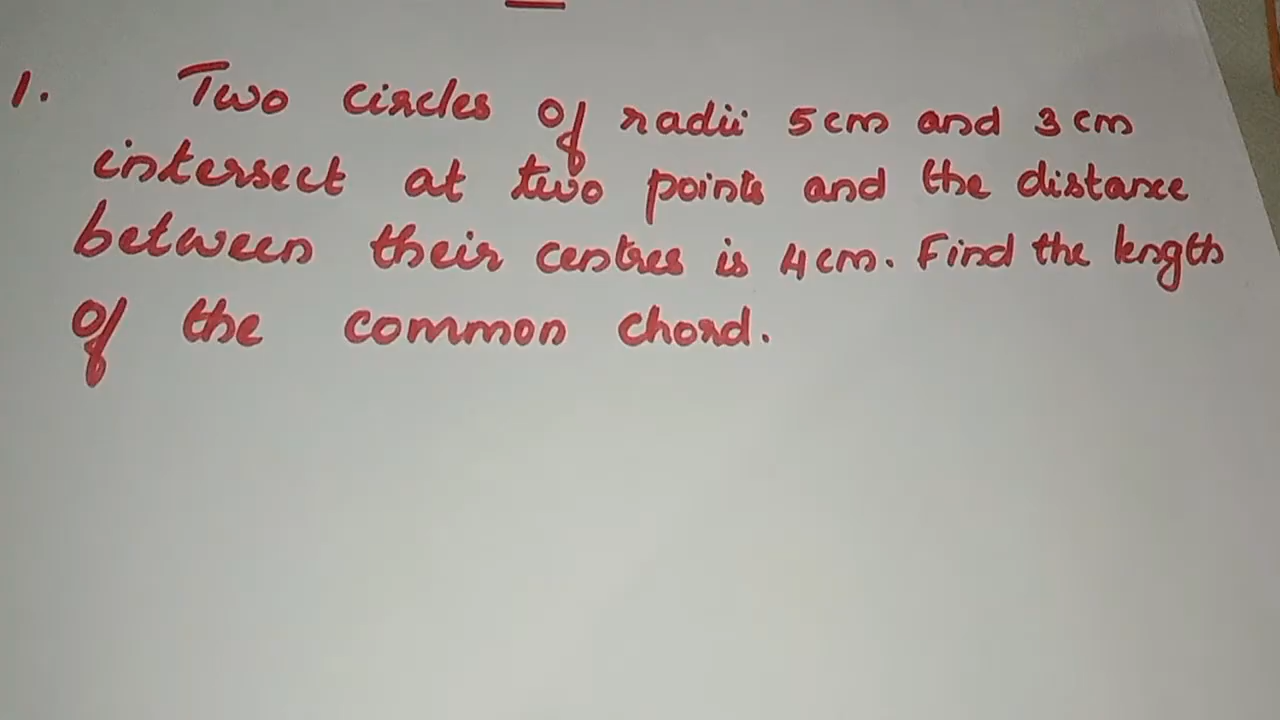 1. Two circles of radii 5cm and 3cm
intersect at two points and the distance
between their centres is 4cm. Find the length
of the common chord.